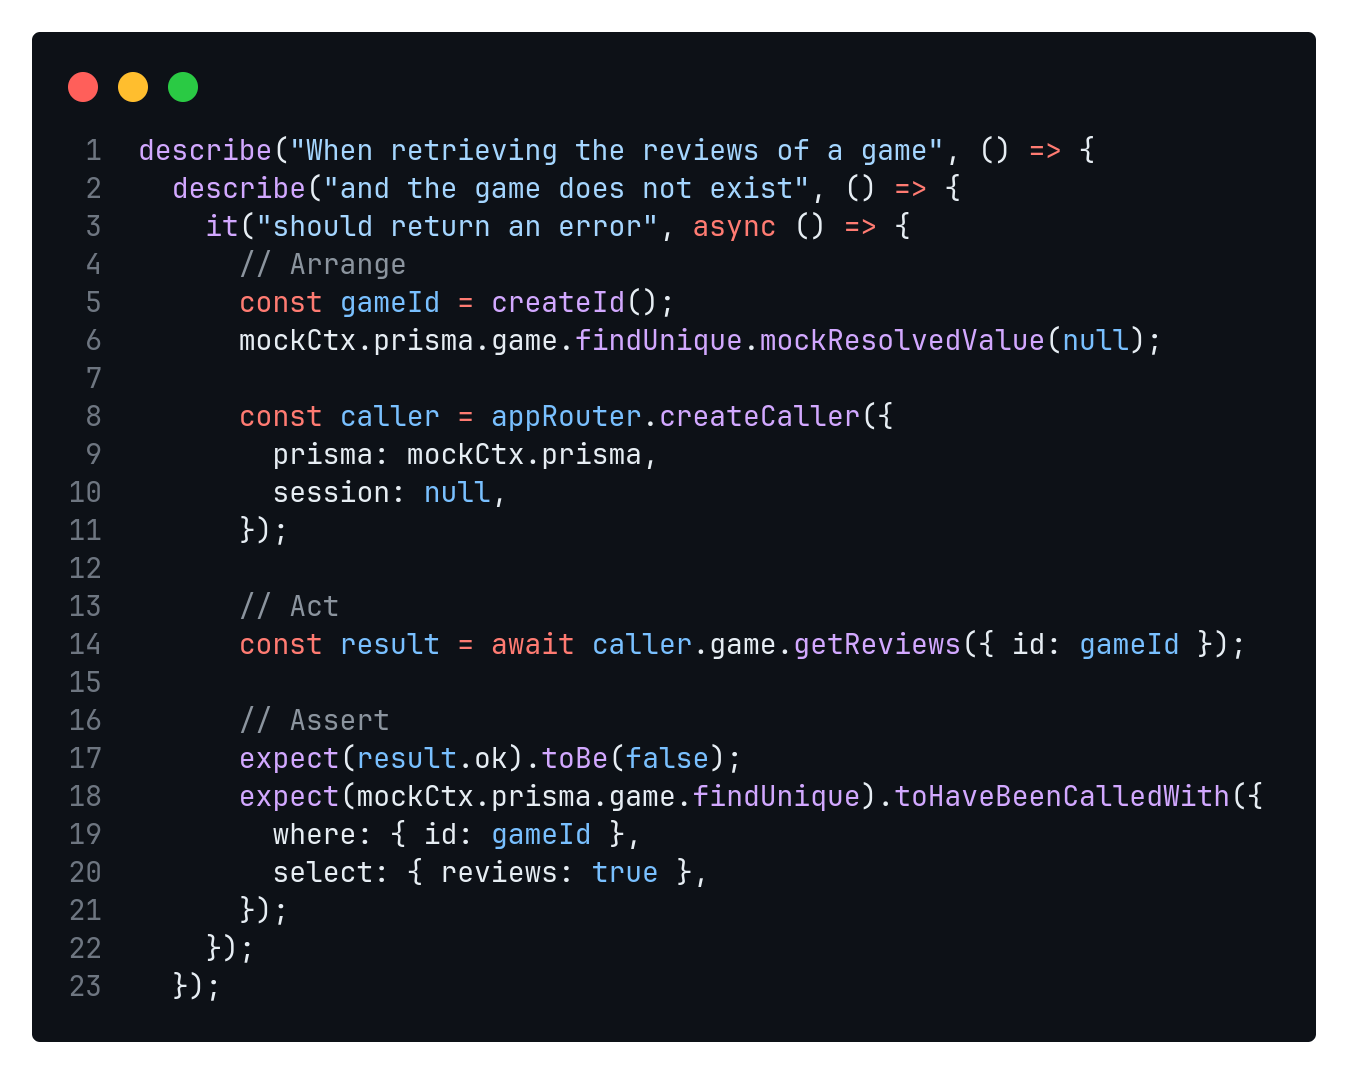 1 describe("When retrieving the reviews of a game", () => {
2   describe("and the game does not exist", () => {
3     it("should return an error", async () => {
4       // Arrange
5       const gameId = createId();
6       mockCtx.prisma.game.findUnique.mockResolvedValue(null);
7
8       const caller = appRouter.createCaller({
9         prisma: mockCtx.prisma,
10         session: null,
11       });
12
13       // Act
14       const result = await caller.game.getReviews({ id: gameId });
15
16       // Assert
17       expect(result.ok).toBe(false);
18       expect(mockCtx.prisma.game.findUnique).toHaveBeenCalledWith({
19         where: { id: gameId },
20         select: { reviews: true },
21       });
22     });
23   });